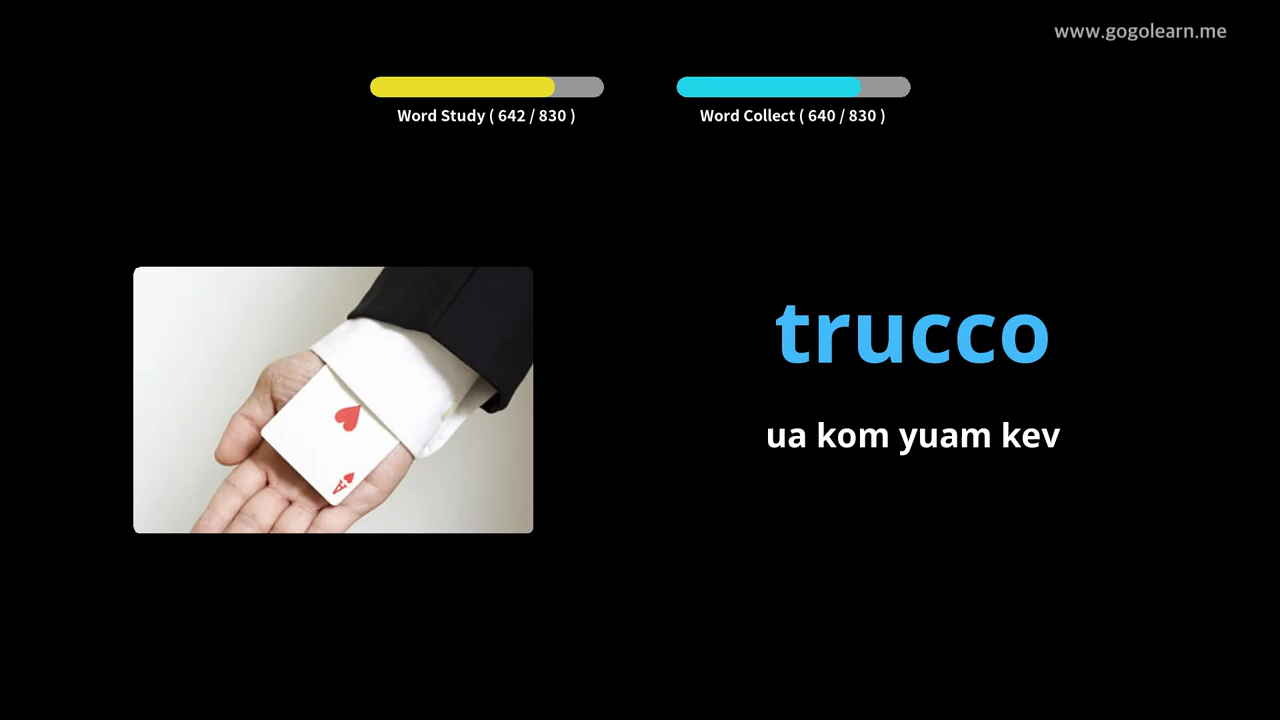 www.gogolearn.me
Word Study ( 642 / 830 )
Word Collect ( 640 / 830 )
A
trucco
ua kom yuam kev